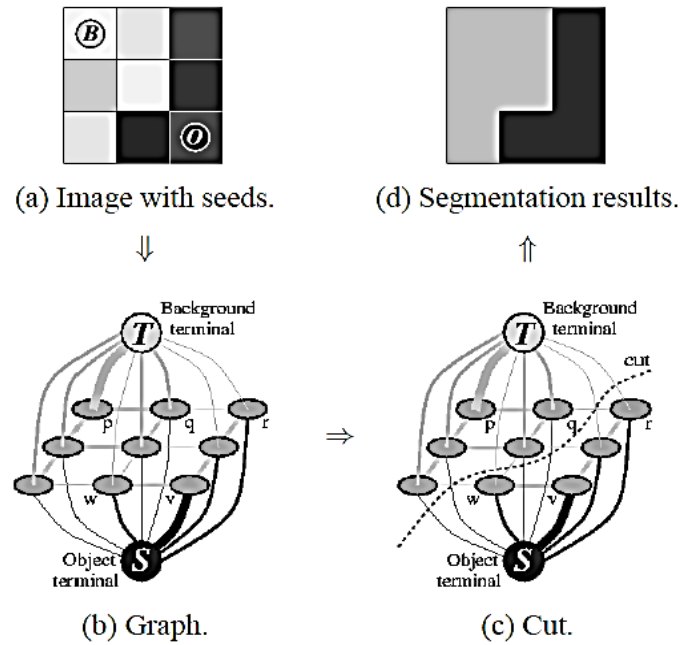 B
O
(a) Image with seeds.
(d) Segmentation results.
⇓
⇑
Background
terminal
T
p
q
r
w
v
Object
terminal
S
(b) Graph.
⇒
Background
terminal
T
cut
p
q
r
w
v
Object
terminal
S
(c) Cut.